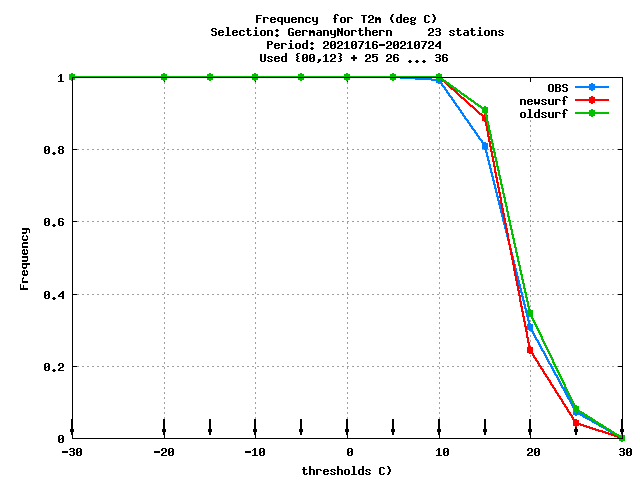 Frequency  for T2m (deg C)
Selection: GermanyNorthern     23 stations
Period: 20210716-20210724
Used {00,12} + 25 26 ... 36
OBS
newsurf
oldsurf
1
0.8
0.6
0.4
0.2
0
Frequency
-30 -20 -10 0 10 20 30
thresholds C)